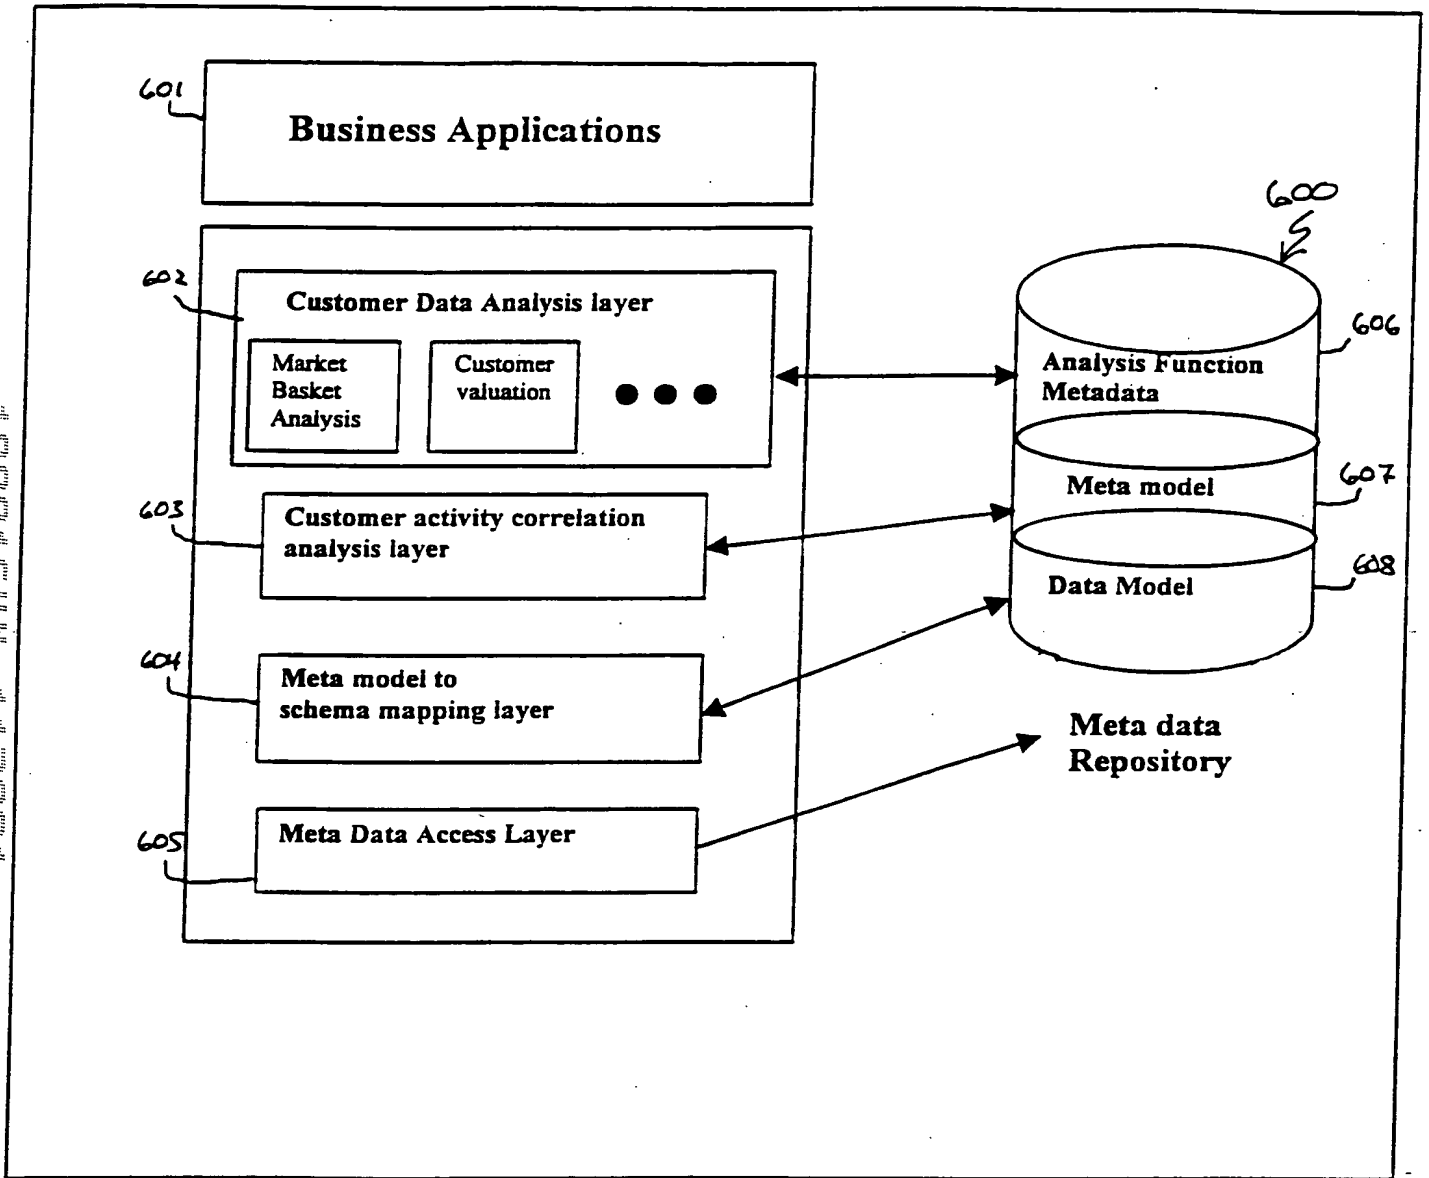 601
Business Applications
600
602
Customer Data Analysis layer
Market
Basket
Analysis
Customer
valuation
606
Analysis Function
Metadata
607
Meta model
603
Customer activity correlation
analysis layer
608
Data Model
604
Meta model to
schema mapping layer
Meta data
Repository
605
Meta Data Access Layer